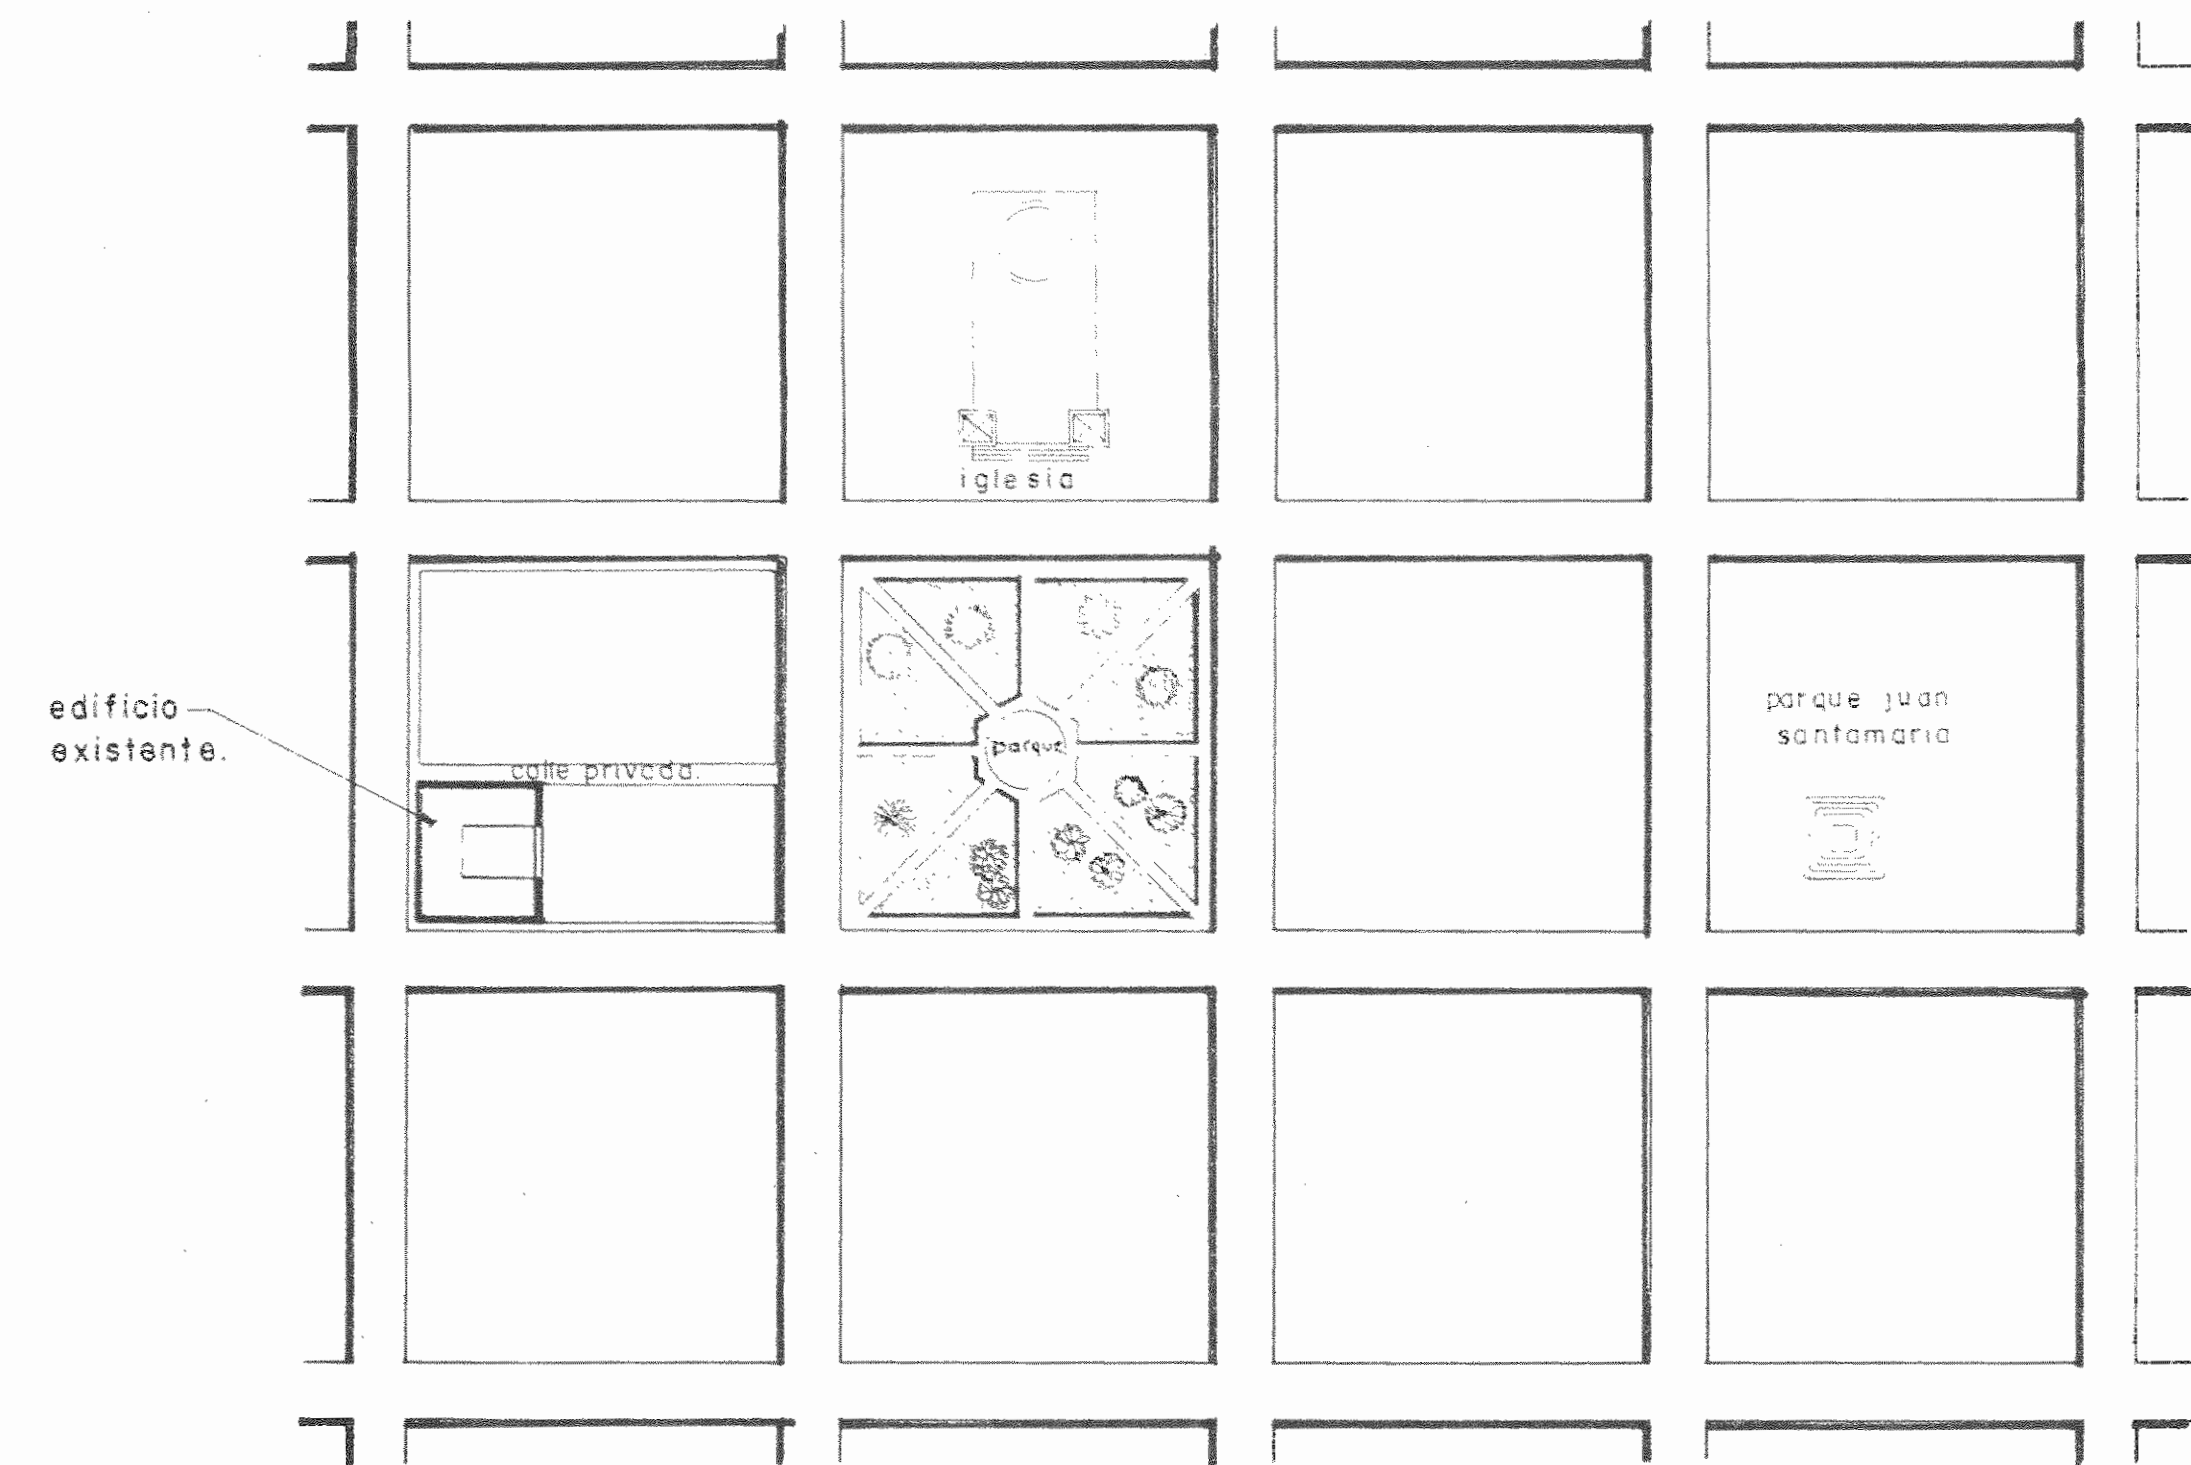 iglesia
edificio
existente.
calle privada.
parque
parque juan
santamaria